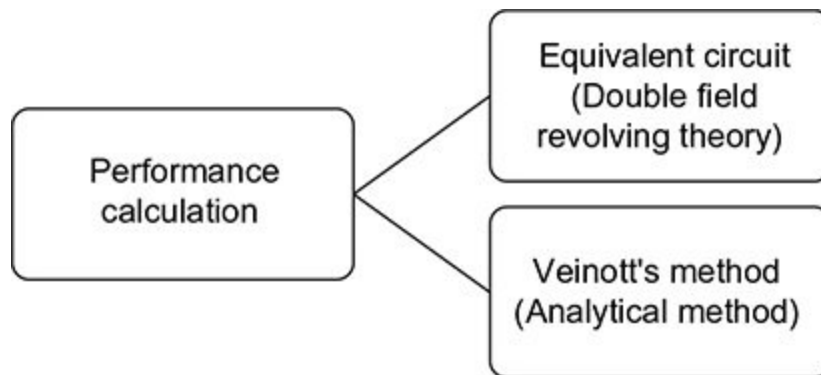 Performance
calculation
Equivalent circuit
(Double field
revolving theory)
Veinott's method
(Analytical method)